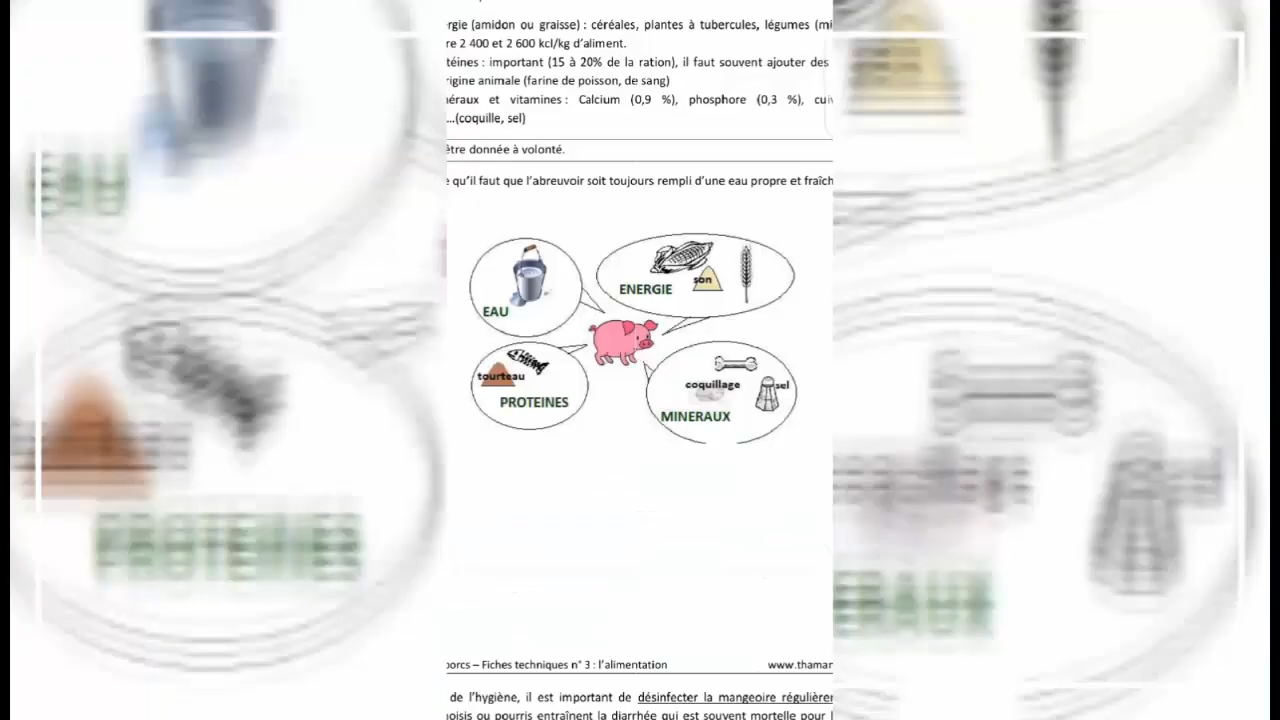 rgie (amidon ou graisse) : céréales, plantes à tubercules, légumes (mi
re 2 400 et 2 600 kcl/kg d'aliment.
téines : important (15 à 20% de la ration), il faut souvent ajouter des
rigine animale (farine de poisson, de sang)
néraux et vitamines : Calcium (0,9 %), phosphore (0,3 %), cuiv
…(coquille, sel)
être donnée à volonté.
e qu'il faut que l'abreuvoir soit toujours rempli d'une eau propre et fraîch
EAU
ENERGIE
son
EAU
tourteau
PROTEINES
coquillage
sel
MINERAUX
PROTEINES
ERAUX
porcs – Fiches techniques n° 3 : l'alimentation
www.thamar
de l'hygiène, il est important de désinfecter la mangeoire régulièrer
oisis ou pourris entraînent la diarrhée qui est souvent mortelle pour l